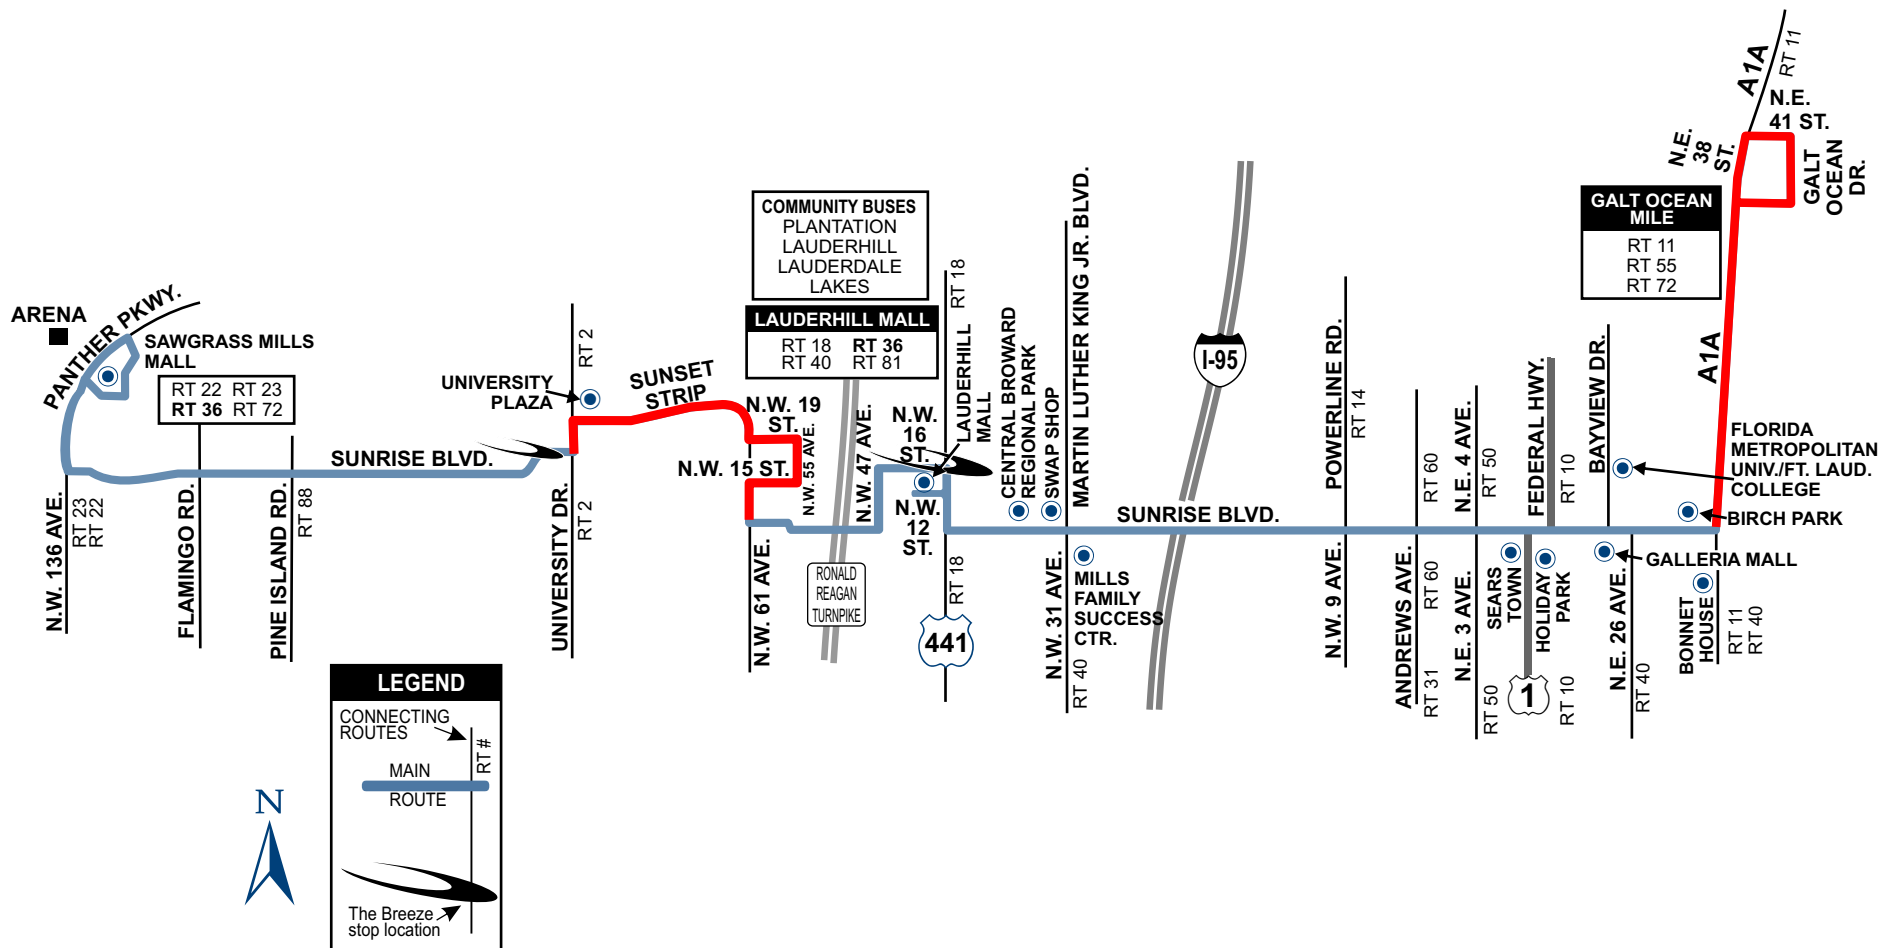 A1A
RT 11
N.E.
41 ST.
N.E.
38
ST.
GALT
OCEAN
DR.
GALT OCEAN
MILE
RT 11
RT 55
RT 72
A1A
COMMUNITY BUSES
PLANTATION
LAUDERHILL
LAUDERDALE
LAKES
LAUDERHILL MALL
RT 18 RT 36
RT 40 RT 81
ARENA
PANTHER PKWY.
SAWGRASS MILLS
MALL
RT 22 RT 23
RT 36 RT 72
UNIVERSITY
PLAZA
RT 2
SUNSET
STRIP
N.W. 19
ST.
N.W. 55 AVE.
N.W. 15 ST.
N.W. 47 AVE.
N.W.
16
ST.
RT 18
LAUDERHILL
MALL
N.W.
12
ST.
CENTRAL BROWARD
REGIONAL PARK
SWAP SHOP
MARTIN LUTHER KING JR. BLVD.
I-95
POWERLINE RD.
RT 14
RT 60
N.E. 4 AVE.
RT 50
FEDERAL HWY.
RT 10
BAYVIEW DR.
FLORIDA
METROPOLITAN
UNIV./FT. LAUD.
COLLEGE
BIRCH PARK
GALLERIA MALL
SUNRISE BLVD.
SUNRISE BLVD.
N.W. 136 AVE.
RT 23
RT 22
FLAMINGO RD.
PINE ISLAND RD.
RT 88
UNIVERSITY DR.
RT 2
N.W. 61 AVE.
RONALD
REAGAN
TURNPIKE
RT 18
441
N.W. 31 AVE.
RT 40
MILLS
FAMILY
SUCCESS
CTR.
N.W. 9 AVE.
ANDREWS AVE.
RT 60
RT 31
N.E. 3 AVE.
RT 50
SEARS
TOWN
HOLIDAY
PARK
1
RT 10
N.E. 26 AVE.
RT 40
BONNET
HOUSE
RT 11
RT 40
LEGEND
CONNECTING
ROUTES
RT #
MAIN
ROUTE
The Breeze
stop location
N